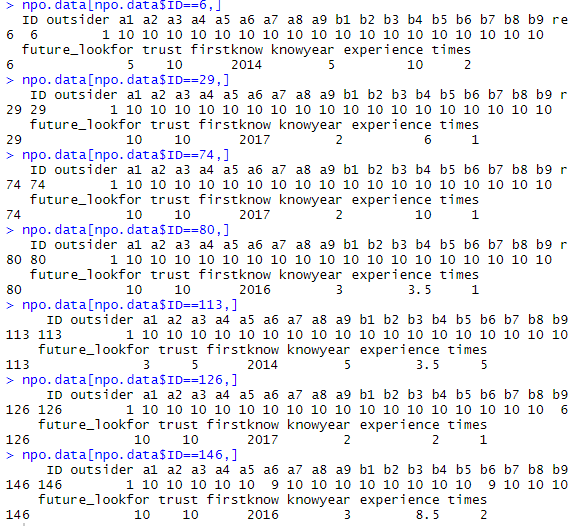 > npo.data[npo.data$ID==6,]
ID outsider a1 a2 a3 a4 a5 a6 a7 a8 a9 b1 b2 b3 b4 b5 b6 b7 b8 b9 re
6 6 1 10 10 10 10 10 10 10 10 10 10 10 10 10 10 10 10 10 10
future_lookfor trust firstknow knowyear experience times
6 5 10 2014 5 10 2
> npo.data[npo.data$ID==29,]
ID outsider a1 a2 a3 a4 a5 a6 a7 a8 a9 b1 b2 b3 b4 b5 b6 b7 b8 b9 r
29 29 1 10 10 10 10 10 10 10 10 10 10 10 10 10 10 10 10 10 10
future_lookfor trust firstknow knowyear experience times
29 10 10 2017 2 6 1
> npo.data[npo.data$ID==74,]
ID outsider a1 a2 a3 a4 a5 a6 a7 a8 a9 b1 b2 b3 b4 b5 b6 b7 b8 b9 r
74 74 1 10 10 10 10 10 10 10 10 10 10 10 10 10 10 10 10 10 10
future_lookfor trust firstknow knowyear experience times
74 10 10 2017 2 10 1
> npo.data[npo.data$ID==80,]
ID outsider a1 a2 a3 a4 a5 a6 a7 a8 a9 b1 b2 b3 b4 b5 b6 b7 b8 b9 r
80 80 1 10 10 10 10 10 10 10 10 10 10 10 10 10 10 10 10 10 10
future_lookfor trust firstknow knowyear experience times
80 10 10 2016 3 3.5 1
> npo.data[npo.data$ID==113,]
ID outsider a1 a2 a3 a4 a5 a6 a7 a8 a9 b1 b2 b3 b4 b5 b6 b7 b8 b9
113 113 1 10 10 10 10 10 10 10 10 10 10 10 10 10 10 10 10 10 10
future_lookfor trust firstknow knowyear experience times
113 3 5 2014 5 3.5 5
> npo.data[npo.data$ID==126,]
ID outsider a1 a2 a3 a4 a5 a6 a7 a8 a9 b1 b2 b3 b4 b5 b6 b7 b8 b9
126 126 1 10 10 10 10 10 10 10 10 10 10 10 10 10 10 10 10 10 6
future_lookfor trust firstknow knowyear experience times
126 10 10 2017 2 2 1
> npo.data[npo.data$ID==146,]
ID outsider a1 a2 a3 a4 a5 a6 a7 a8 a9 b1 b2 b3 b4 b5 b6 b7 b8 b9
146 146 1 10 10 10 10 10 9 10 10 10 10 10 10 10 10 9 10 10 10
future_lookfor trust firstknow knowyear experience times
146 10 10 2016 3 8.5 2